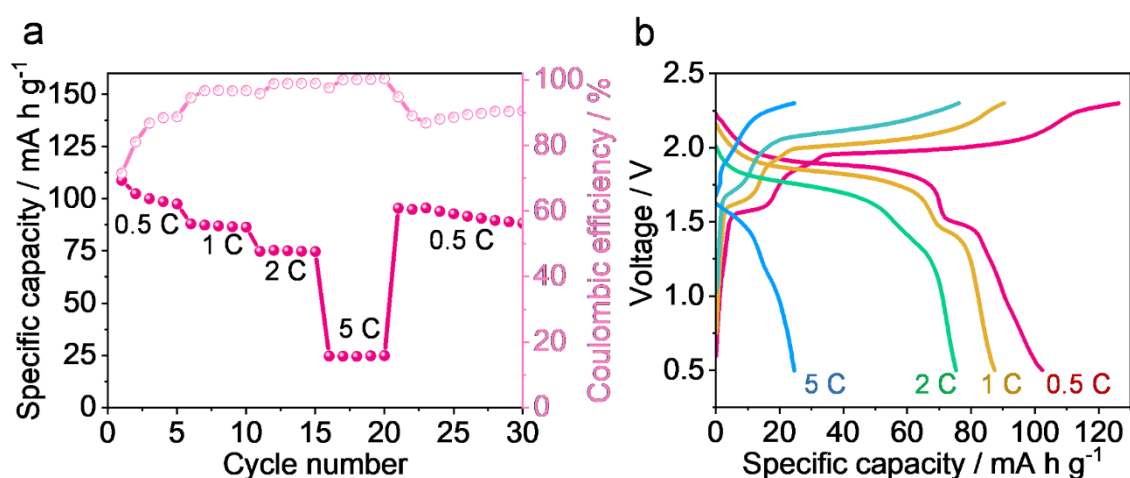 a
Specific capacity / mA h g⁻¹
150
125
100
75
50
25
0
0.5 C
1 C
2 C
5 C
0.5 C
100
80
60
40
20
0
Coulombic efficiency / %
0 5 10 15 20 25 30
Cycle number
b
Voltage / V
2.5
2.0
1.5
1.0
0.5
5 C 2 C 1 C 0.5 C
0 20 40 60 80 100 120
Specific capacity / mA h g⁻¹